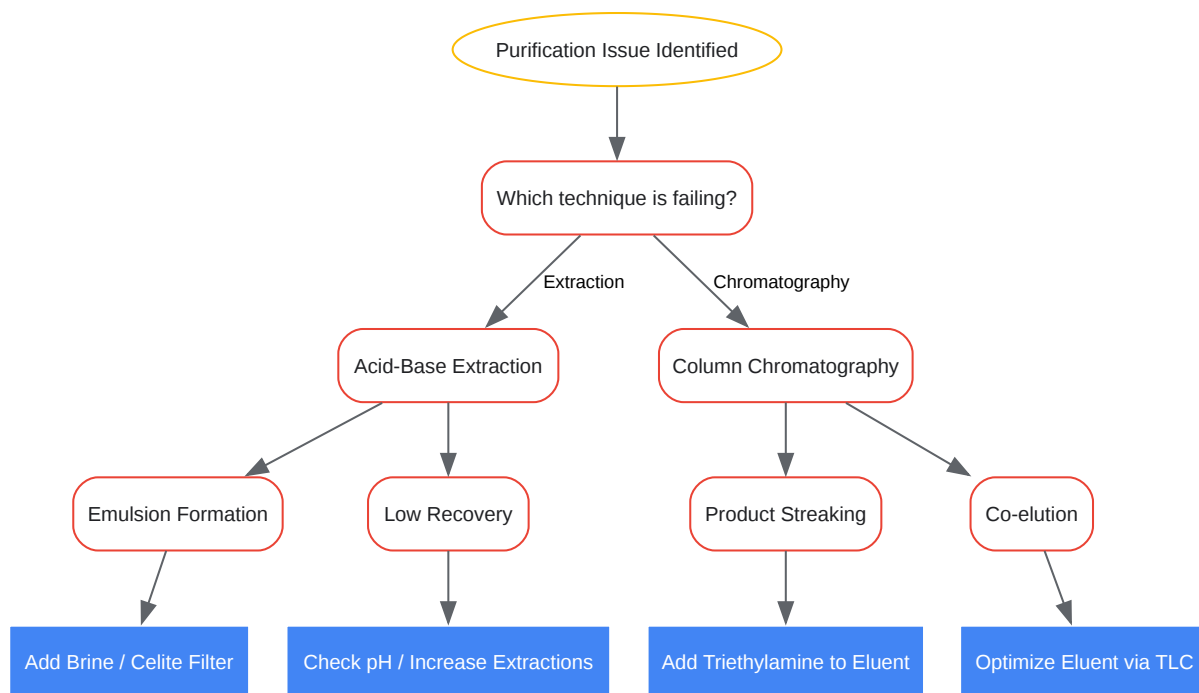 Purification Issue Identified
Which technique is failing?
Extraction
Chromatography
Acid-Base Extraction
Column Chromatography
Emulsion Formation
Low Recovery
Product Streaking
Co-elution
Add Brine / Celite Filter
Check pH / Increase Extractions
Add Triethylamine to Eluent
Optimize Eluent via TLC